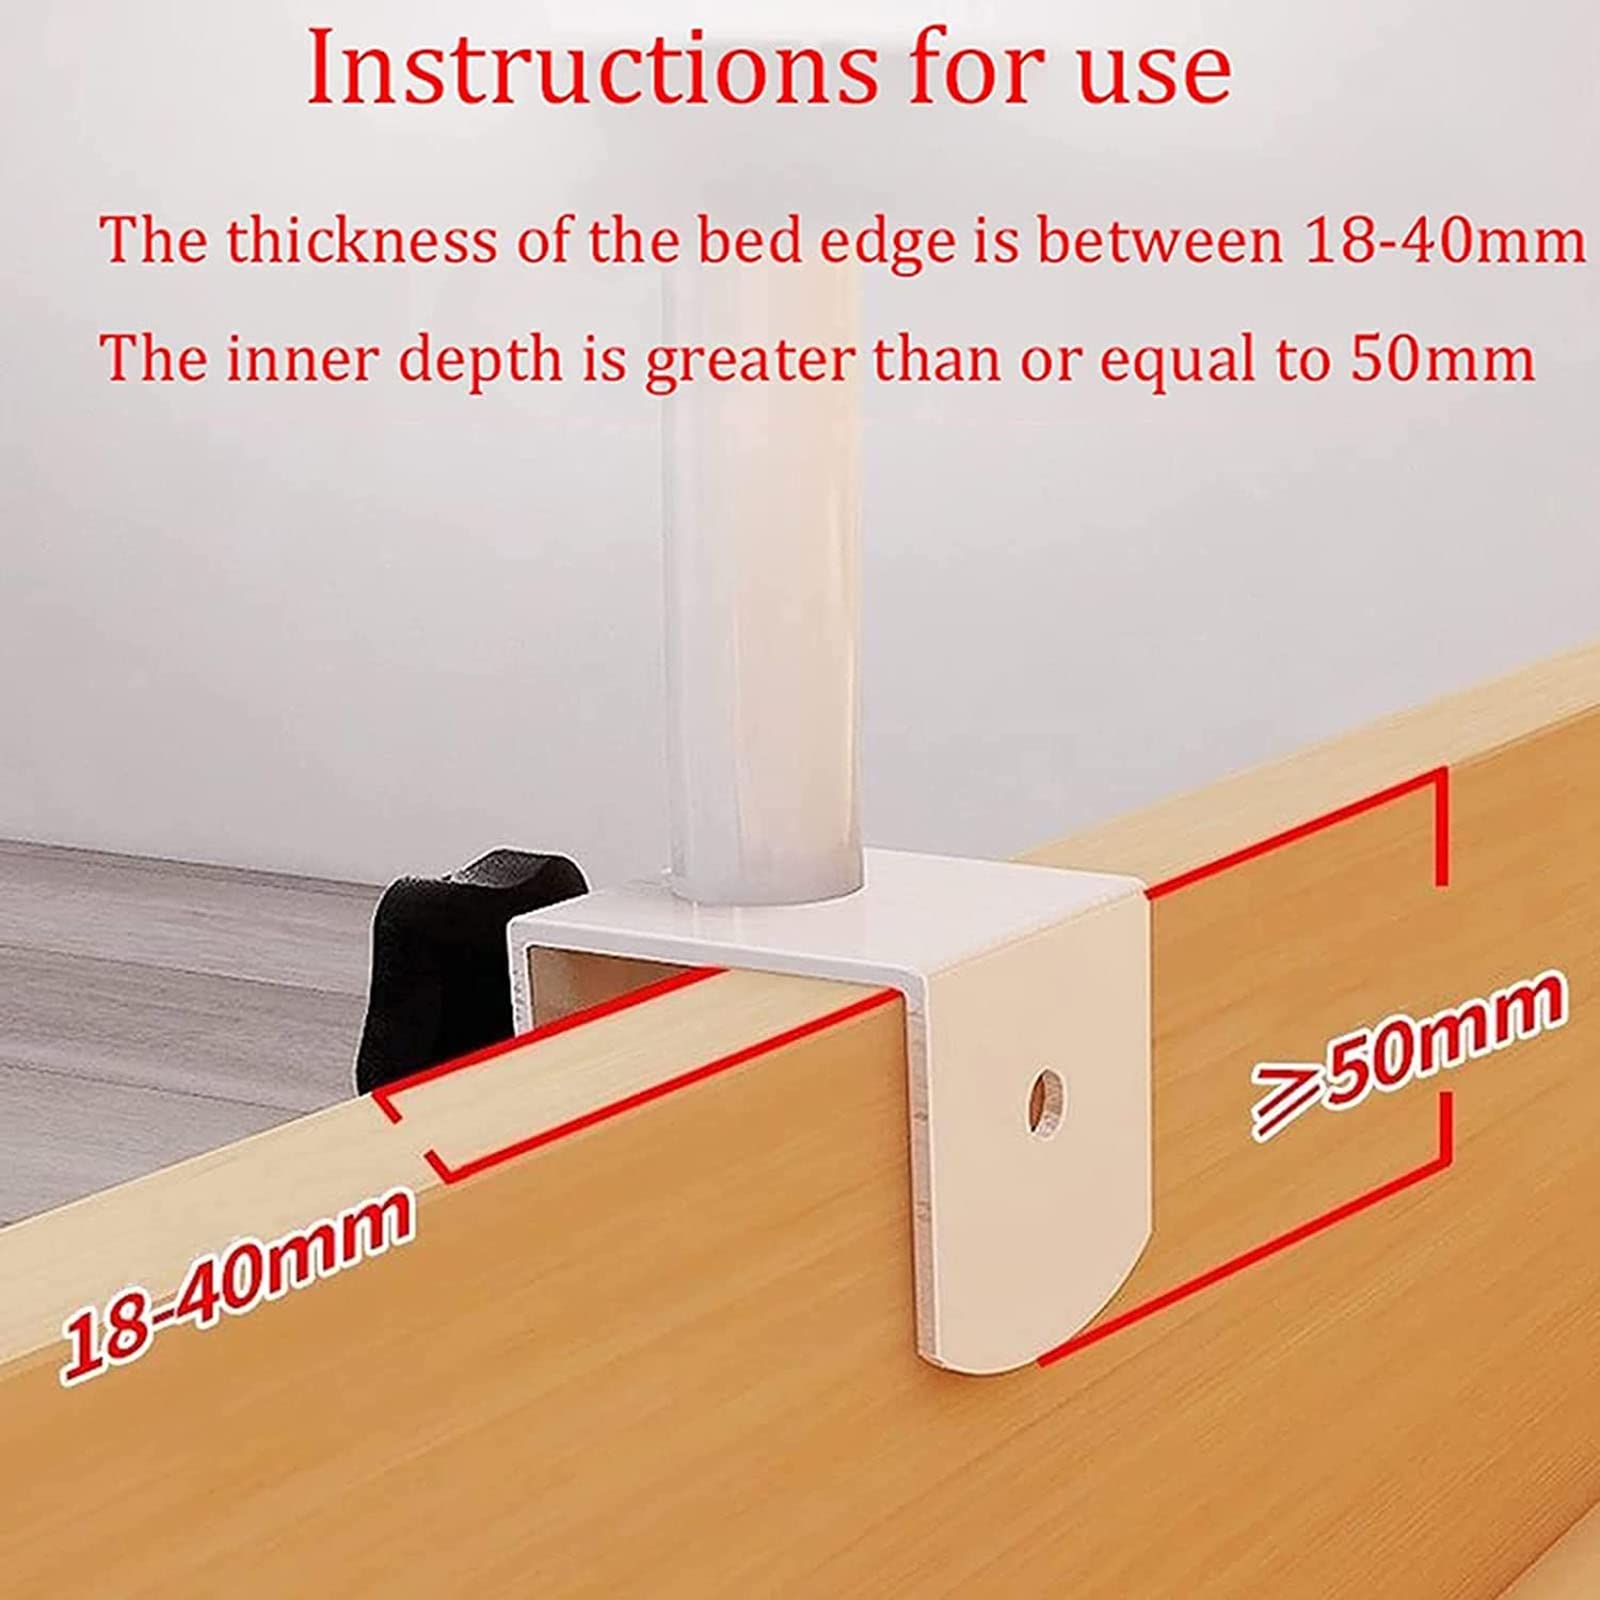 Instructions for use
The thickness of the bed edge is between 18-40mm
The inner depth is greater than or equal to 50mm
≥50mm
18-40mm